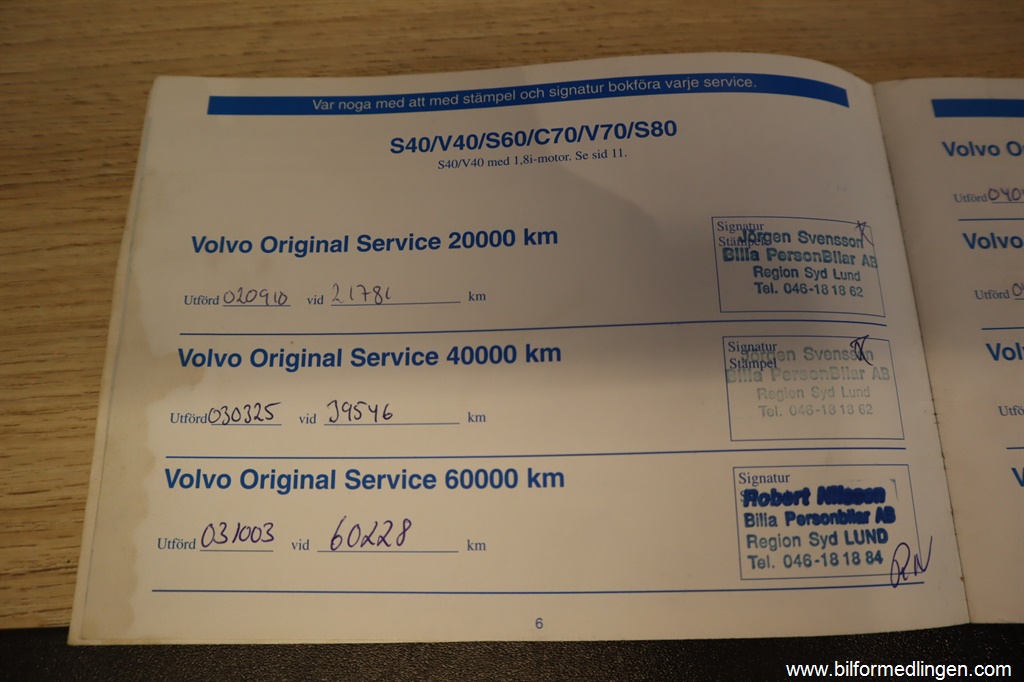 Var noga med att med stämpel och signatur bokföra varje service.
S40/V40/S60/C70/V70/S80
S40/V40 med 1,8i-motor. Se sid 11.
Volvo Original Service 20000 km
Utförd 020910 vid 21781 km
Signatur
Stämpel
Jörgen Svensson
Bilia PersonBilar AB
Region Syd Lund
Tel. 046-18 18 62
Volvo Original Service 40000 km
Utförd 030325 vid 39546 km
Signatur
Stämpel
Jörgen Svensson
Bilia PersonBilar AB
Region Syd Lund
Tel. 046-18 18 62
Volvo Original Service 60000 km
Utförd 031003 vid 60228 km
Signatur
Robert Nilsson
Bilia Personbilar AB
Region Syd LUND
Tel. 046-18 18 84
RN
6
Volvo
Utförd
Volvo
Utförd
www.bilformedlingen.com